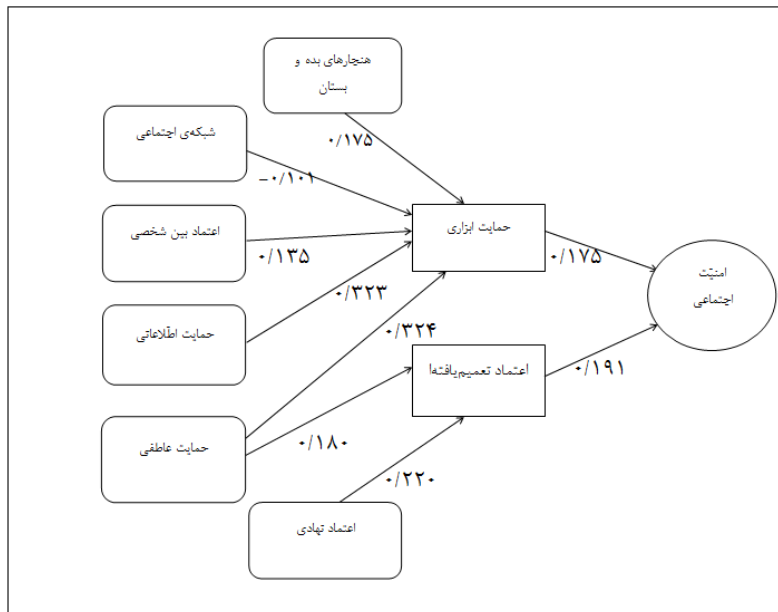 هنجارهای بده و
بستان
۰/۱۷۵
شبکه‌ی اجتماعی
-۰/۱۰۱
اعتماد بین شخصی
۰/۱۳۵
حمایت ابزاری
۰/۱۷۵
امنیّت
اجتماعی
حمایت اطّلاعاتی
۰/۳۲۳
۰/۳۲۴
اعتماد تعمیم‌یافته‌ا
۰/۱۹۱
حمایت عاطفی
۰/۱۸۰
۰/۲۲۰
اعتماد نهادی